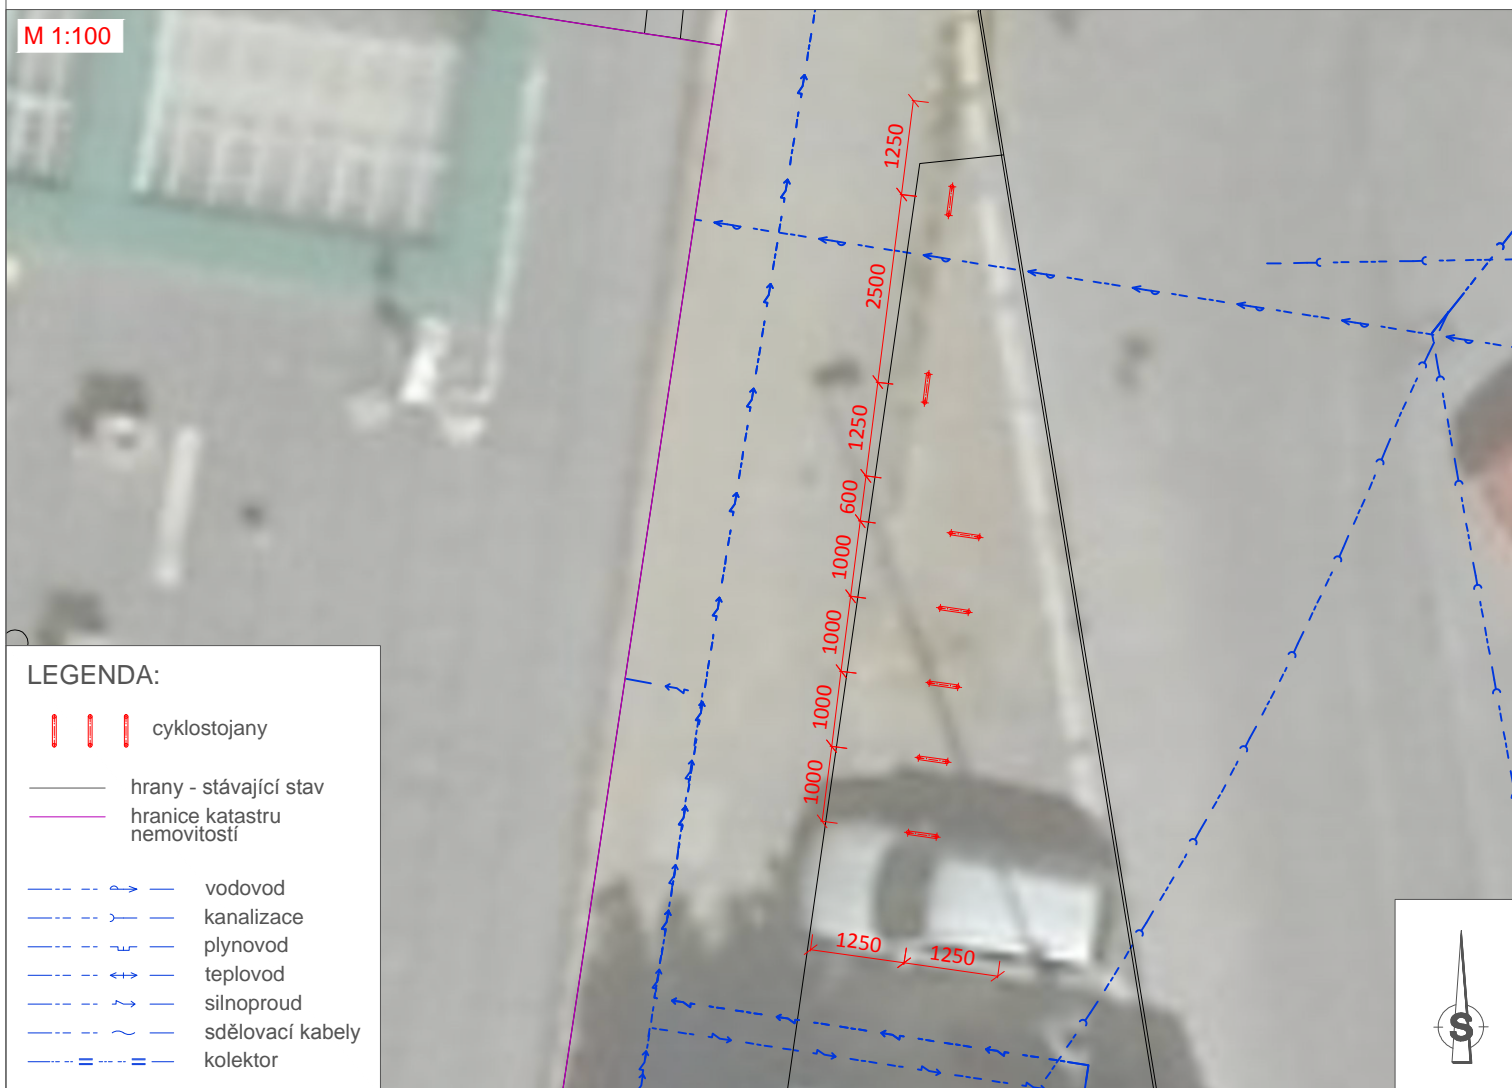 M 1:100
1250
2500
1250
600
1000
1000
1000
1000
1250
1250
LEGENDA:
cyklostojany
hrany - stávající stav
hranice katastru
nemovitostí
vodovod
kanalizace
plynovod
teplovod
silnoproud
sdělovací kabely
kolektor
S